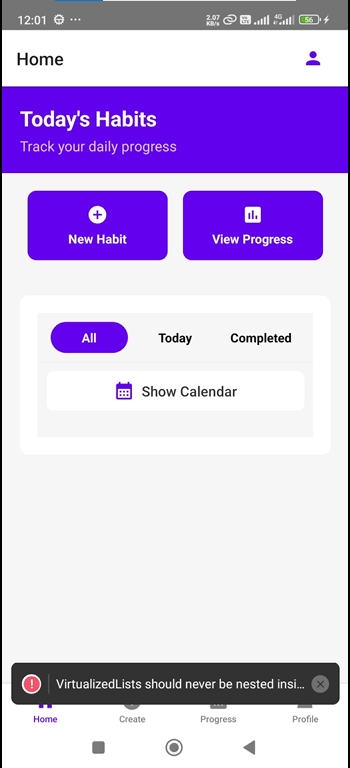 12:01 ...
2.07 KB/s 4G 56
Home
Today's Habits
Track your daily progress
New Habit
View Progress
All
Today
Completed
Show Calendar
VirtualizedLists should never be nested insi...
Home
Create
Progress
Profile